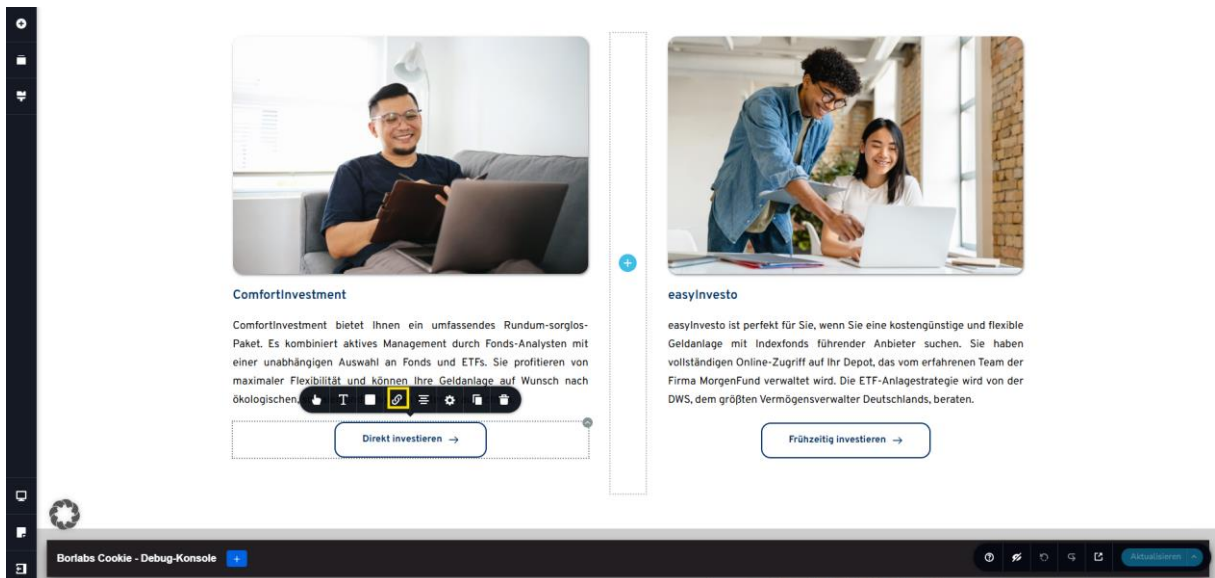 ComfortInvestment
ComfortInvestment bietet Ihnen ein umfassendes Rundum-sorglos-
Paket. Es kombiniert aktives Management durch Fonds-Analysten mit
einer unabhängigen Auswahl an Fonds und ETFs. Sie profitieren von
maximaler Flexibilität und können Ihre Geldanlage auf Wunsch nach
ökologischen,
T
Direkt investieren →
easyInvesto
easyInvesto ist perfekt für Sie, wenn Sie eine kostengünstige und flexible
Geldanlage mit Indexfonds führender Anbieter suchen. Sie haben
vollständigen Online-Zugriff auf Ihr Depot, das vom erfahrenen Team der
Firma MorgenFund verwaltet wird. Die ETF-Anlagestrategie wird von der
DWS, dem größten Vermögensverwalter Deutschlands, beraten.
Frühzeitig investieren →
Borlabs Cookie - Debug-Konsole +
Aktualisieren